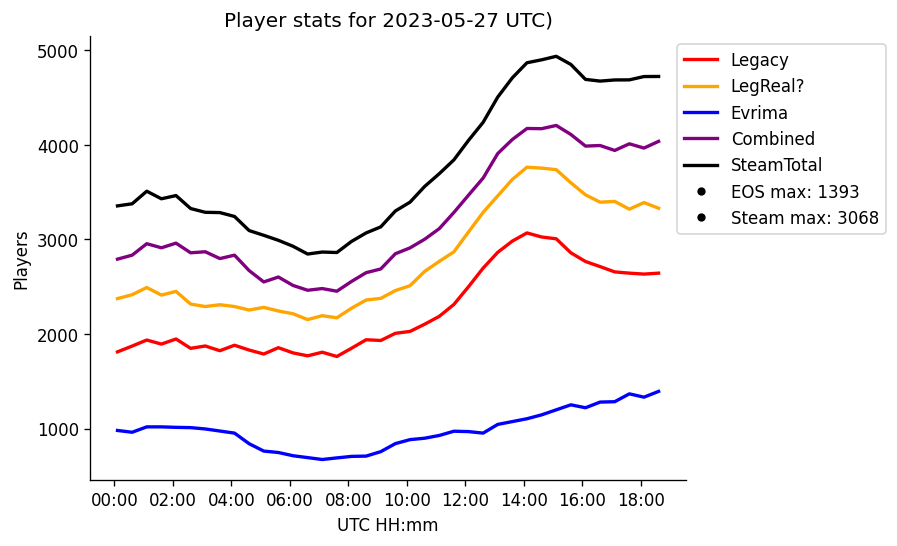 Player stats for 2023-05-27 UTC)
Players
5000
4000
3000
2000
1000
00:00 02:00 04:00 06:00 08:00 10:00 12:00 14:00 16:00 18:00
UTC HH:mm
Legacy
LegReal?
Evrima
Combined
SteamTotal
EOS max: 1393
Steam max: 3068